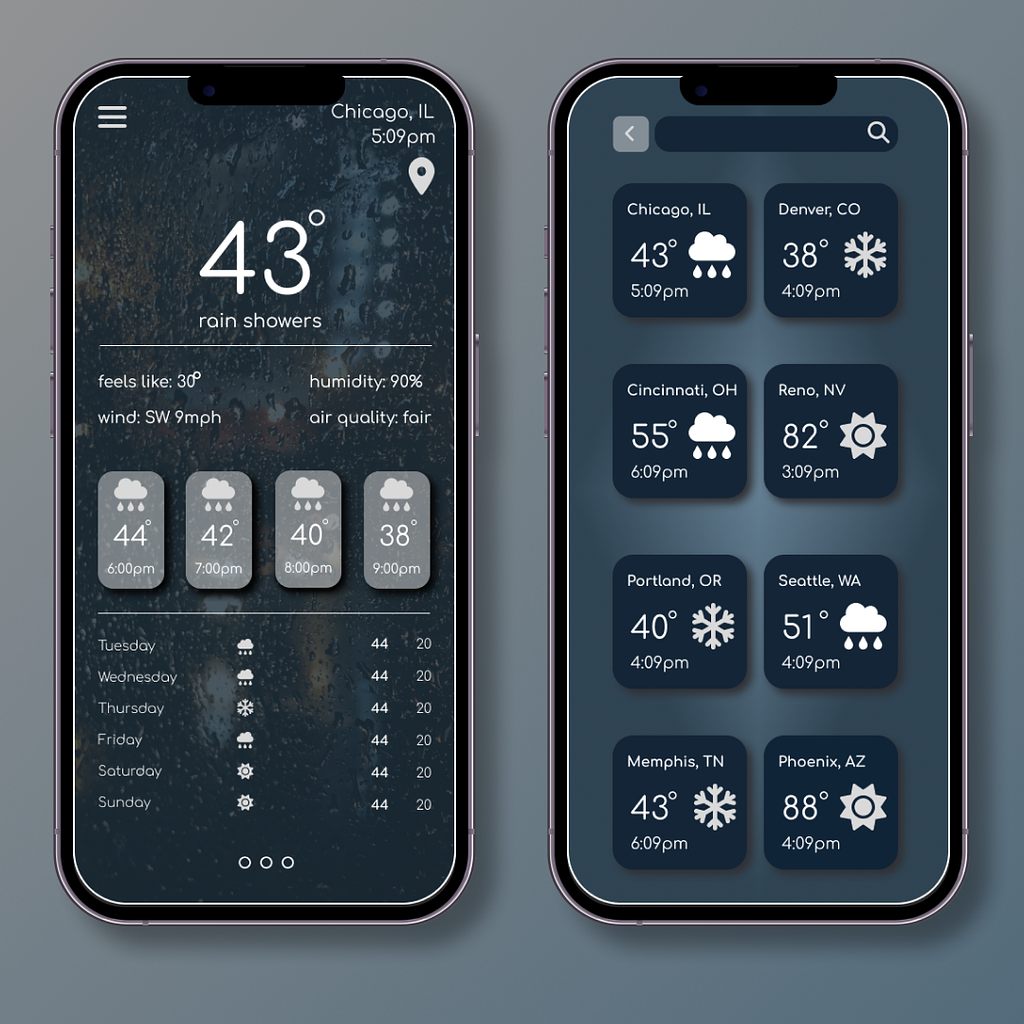 Chicago, IL
5:09pm
43°
rain showers
feels like: 30° humidity: 90%
wind: SW 9mph air quality: fair
44° 42° 40° 38°
6:00pm 7:00pm 8:00pm 9:00pm
Tuesday 44 20
Wednesday 44 20
Thursday 44 20
Friday 44 20
Saturday 44 20
Sunday 44 20
Chicago, IL
43°
5:09pm
Denver, CO
38°
4:09pm
Cincinnati, OH
55°
6:09pm
Reno, NV
82°
3:09pm
Portland, OR
40°
4:09pm
Seattle, WA
51°
4:09pm
Memphis, TN
43°
6:09pm
Phoenix, AZ
88°
4:09pm